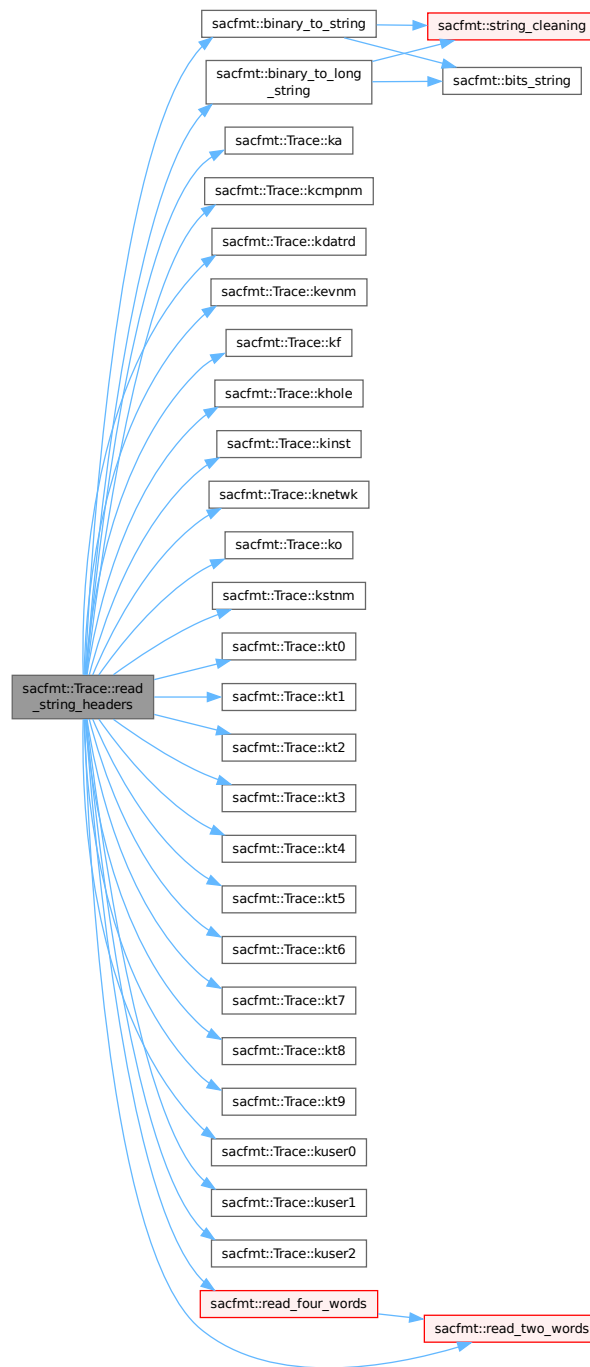 sacfmt::binary_to_string
sacfmt::string_cleaning
sacfmt::binary_to_long
_string
sacfmt::bits_string
sacfmt::Trace::ka
sacfmt::Trace::kcmpnm
sacfmt::Trace::kdatrd
sacfmt::Trace::kevnm
sacfmt::Trace::kf
sacfmt::Trace::khole
sacfmt::Trace::kinst
sacfmt::Trace::knetwk
sacfmt::Trace::ko
sacfmt::Trace::kstnm
sacfmt::Trace::kt0
sacfmt::Trace::read
_string_headers
sacfmt::Trace::kt1
sacfmt::Trace::kt2
sacfmt::Trace::kt3
sacfmt::Trace::kt4
sacfmt::Trace::kt5
sacfmt::Trace::kt6
sacfmt::Trace::kt7
sacfmt::Trace::kt8
sacfmt::Trace::kt9
sacfmt::Trace::kuser0
sacfmt::Trace::kuser1
sacfmt::Trace::kuser2
sacfmt::read_four_words
sacfmt::read_two_words